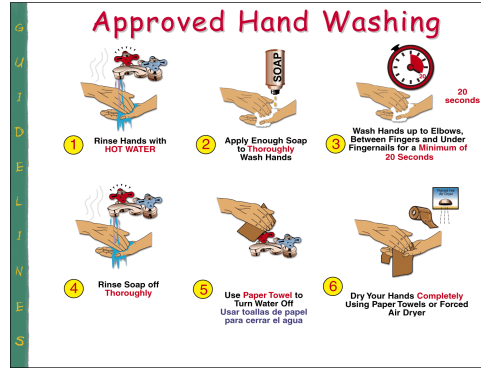 Approved Hand Washing
GUIDELINES
SOAP
20
20
seconds
1
Rinse Hands with
HOT WATER
2
Apply Enough Soap
to Thoroughly
Wash Hands
3
Wash Hands up to Elbows,
Between Fingers and Under
Fingernails for a Minimum of
20 Seconds
4
Rinse Soap off
Thoroughly
5
Use Paper Towel to
Turn Water Off
Usar toallas de papel
para cerrar el agua
6
Dry Your Hands Completely
Using Paper Towels or Forced
Air Dryer